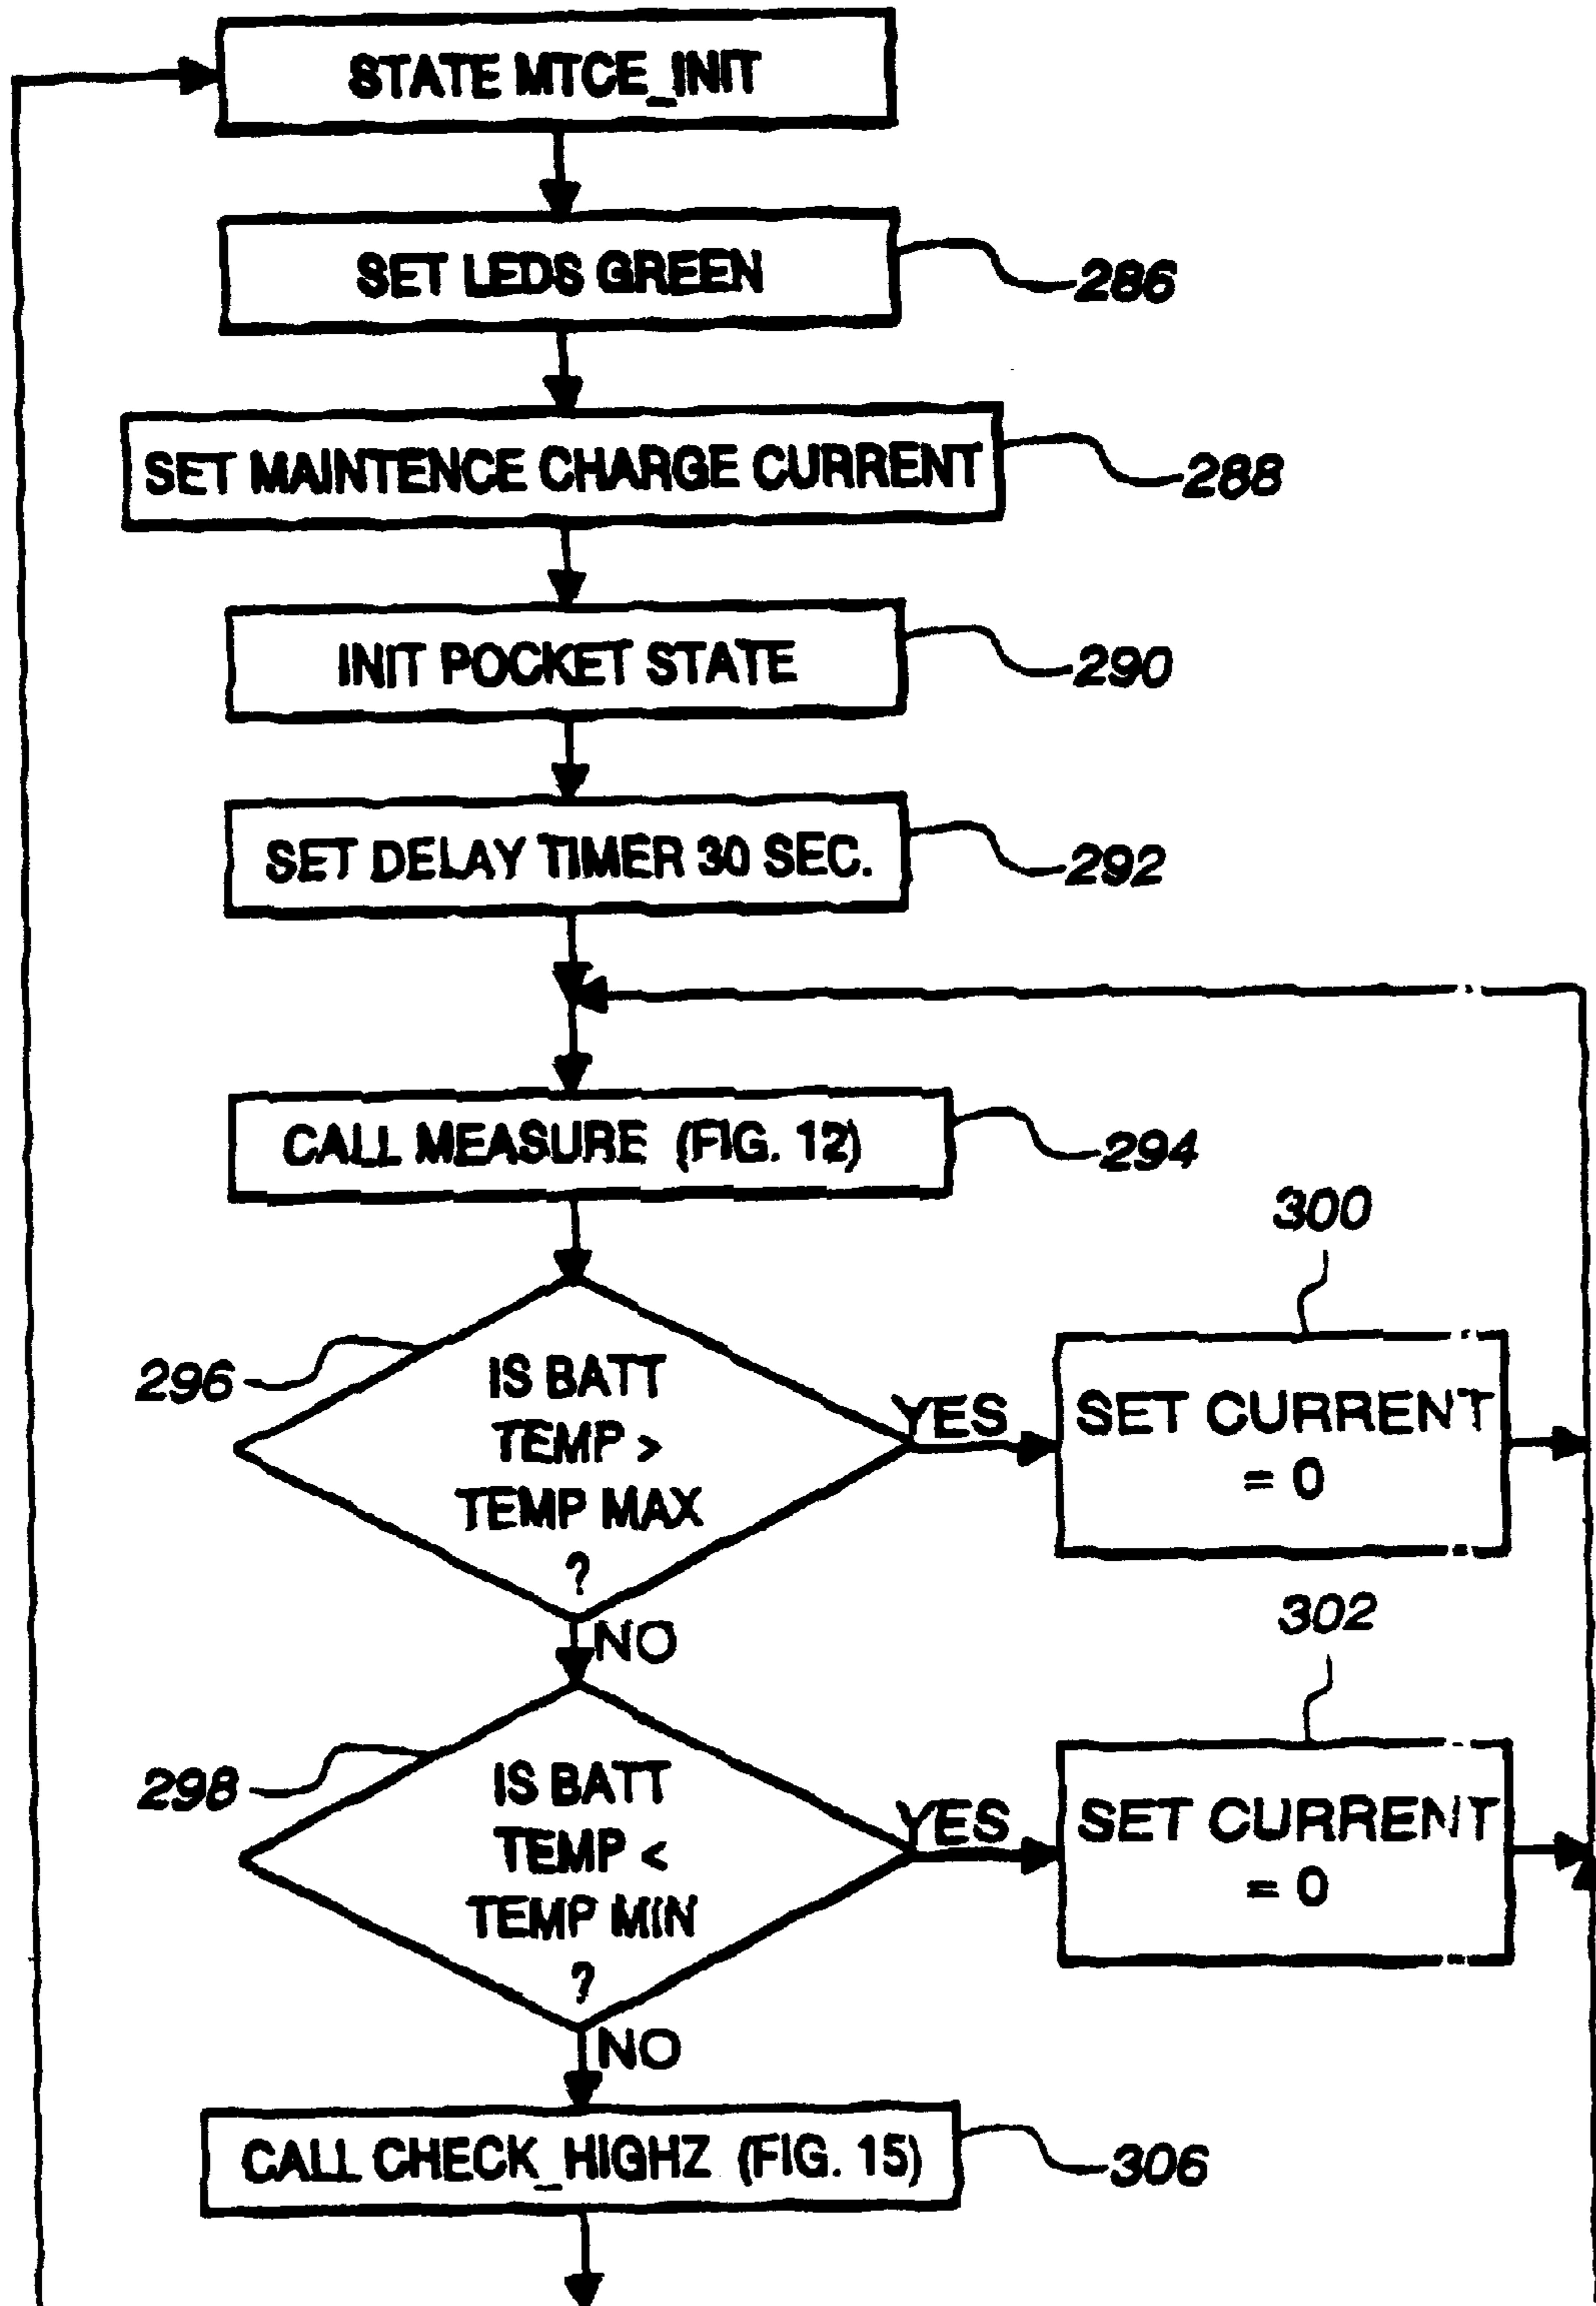 STATE MTCE_INIT
SET LEDS GREEN
286
SET MAINTENCE CHARGE CURRENT
288
INIT POCKET STATE
290
SET DELAY TIMER 30 SEC.
292
CALL MEASURE (FIG. 12)
294
300
296
IS BATT
TEMP >
TEMP MAX
?
YES
SET CURRENT
= 0
NO
302
298
IS BATT
TEMP <
TEMP MIN
?
YES
SET CURRENT
= 0
NO
CALL CHECK_HIGHZ (FIG. 15)
306